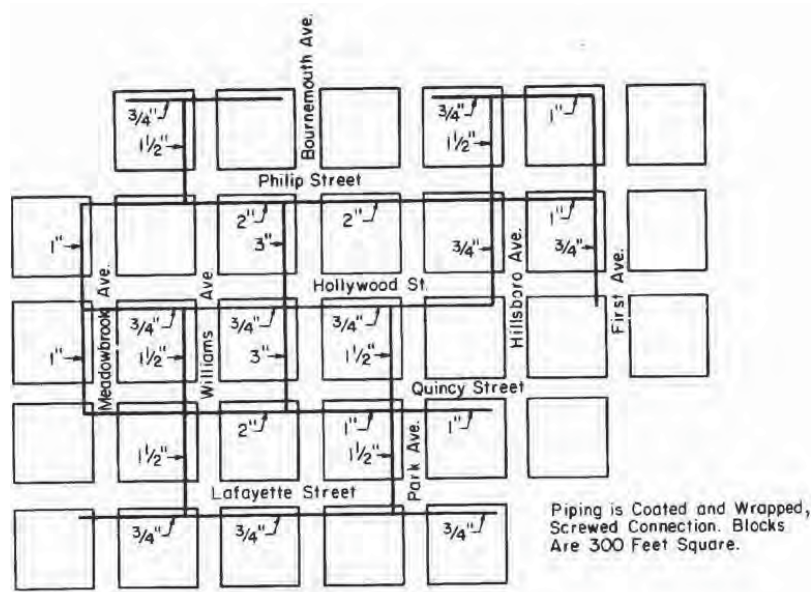 Bournemouth Ave.
3/4"
1 1/2"
3/4"
1 1/2"
1"
Philip Street
1"
2"
3"
2"
3/4"
1"
3/4"
Hollywood St.
Meadowbrook Ave.
Williams Ave.
Hillsboro Ave.
First Ave.
1"
3/4"
1 1/2"
3/4"
3"
3/4"
1 1/2"
Quincy Street
1 1/2"
2"
1"
1 1/2"
Park Ave.
1"
Lafayette Street
3/4"
3/4"
3/4"
Piping is Coated and Wrapped,
Screwed Connection. Blocks
Are 300 Feet Square.